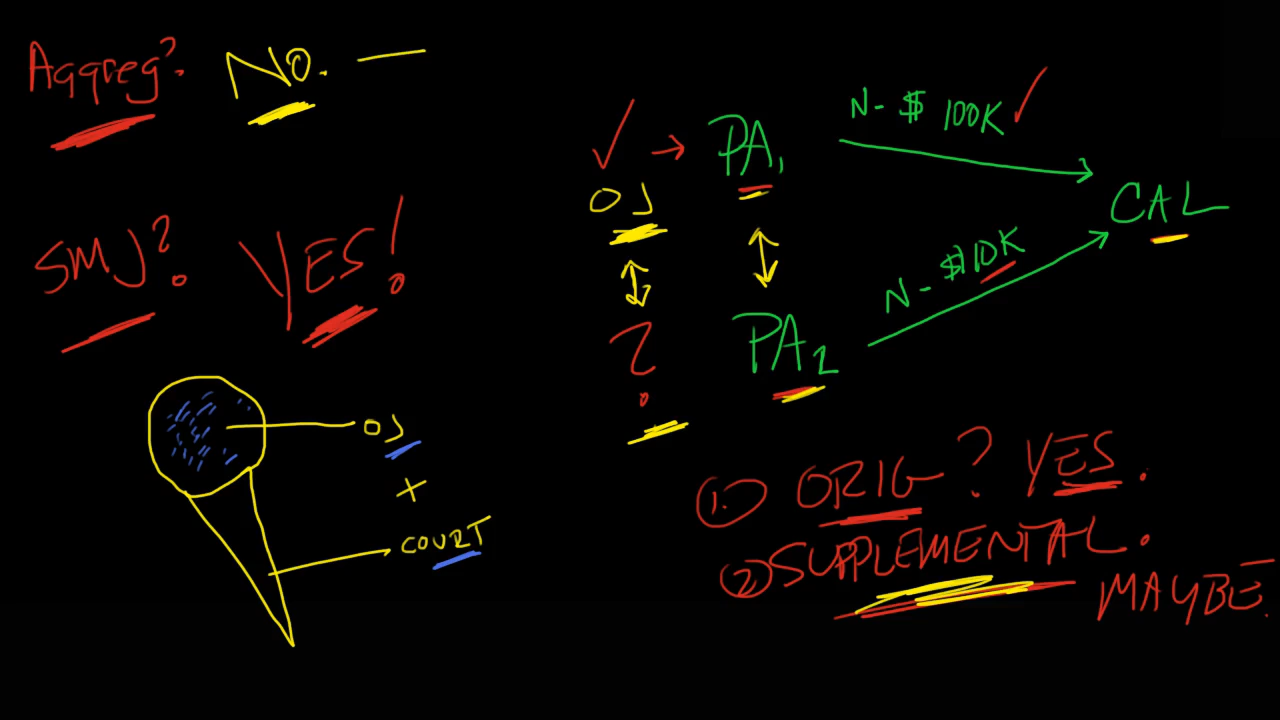 Aggreg? NO. —
SMJ? YES!
OJ
+
COURT
✓ → PA1
OJ
?
PA2
N - $ 100K ✓
N - $10K
CAL
1. ORIG? YES.
2. SUPPLEMENTAL.
MAYBE.